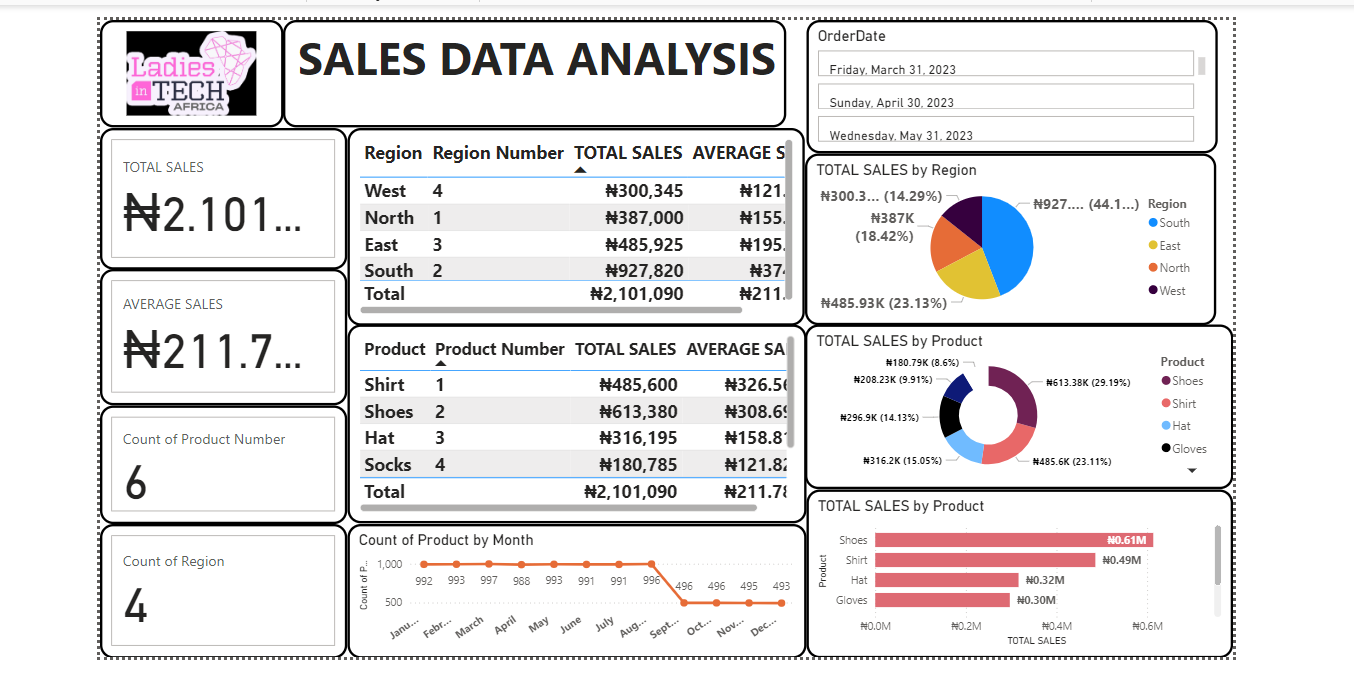 Ladies
in TECH
AFRICA
SALES DATA ANALYSIS
OrderDate
Friday, March 31, 2023
Sunday, April 30, 2023
Wednesday, May 31, 2023
TOTAL SALES
₦2.101...
AVERAGE SALES
₦211.7...
Count of Product Number
6
Count of Region
4
Region Region Number TOTAL SALES AVERAGE S
West 4 ₦300,345 ₦121.
North 1 ₦387,000 ₦155.
East 3 ₦485,925 ₦195.
South 2 ₦927,820 ₦374
Total ₦2,101,090 ₦211.
Product Product Number TOTAL SALES AVERAGE SA
Shirt 1 ₦485,600 ₦326.56
Shoes 2 ₦613,380 ₦308.69
Hat 3 ₦316,195 ₦158.81
Socks 4 ₦180,785 ₦121.82
Total ₦2,101,090 ₦211.78
Count of Product by Month
Count of P...
1,000
500
992 993 997 988 993 991 991 996 496 496 495 493
Janu... Febr... March April May June July Aug... Sept... Oct... Nov... Dec...
TOTAL SALES by Region
₦300.3... (14.29%)
₦927.... (44.1...)
₦387K
(18.42%)
₦485.93K (23.13%)
Region
South
East
North
West
TOTAL SALES by Product
₦180.79K (8.6%)
₦208.23K (9.91%)
₦613.38K (29.19%)
₦296.9K (14.13%)
₦316.2K (15.05%)
₦485.6K (23.11%)
Product
Shoes
Shirt
Hat
Gloves
TOTAL SALES by Product
Product
Shoes ₦0.61M
Shirt ₦0.49M
Hat ₦0.32M
Gloves ₦0.30M
₦0.0M ₦0.2M ₦0.4M ₦0.6M
TOTAL SALES